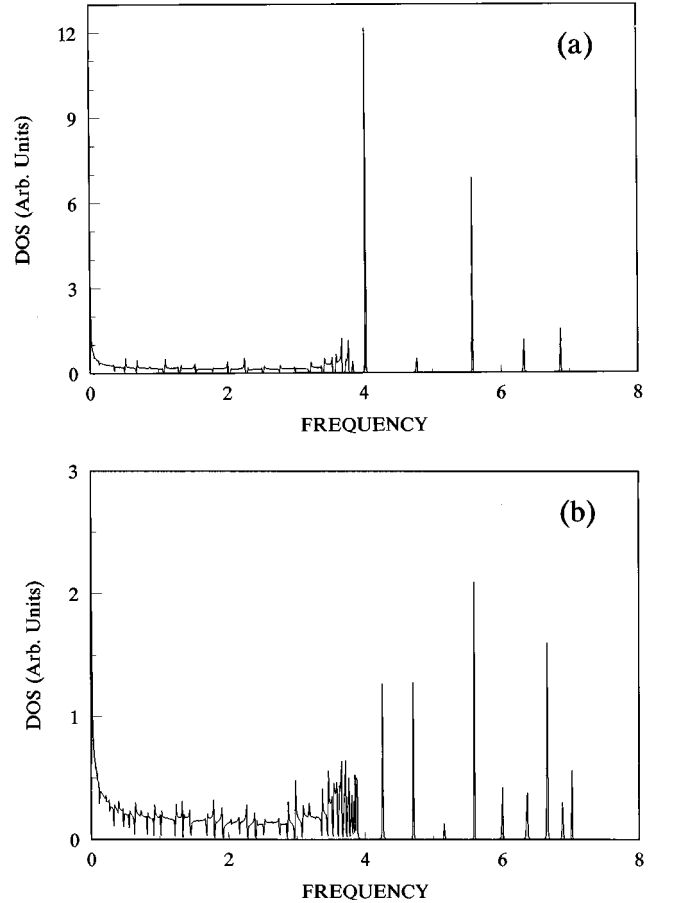 (a)
12
9
6
3
0
DOS (Arb. Units)
0 2 4 6 8
FREQUENCY
(b)
3
2
1
0
DOS (Arb. Units)
0 2 4 6 8
FREQUENCY